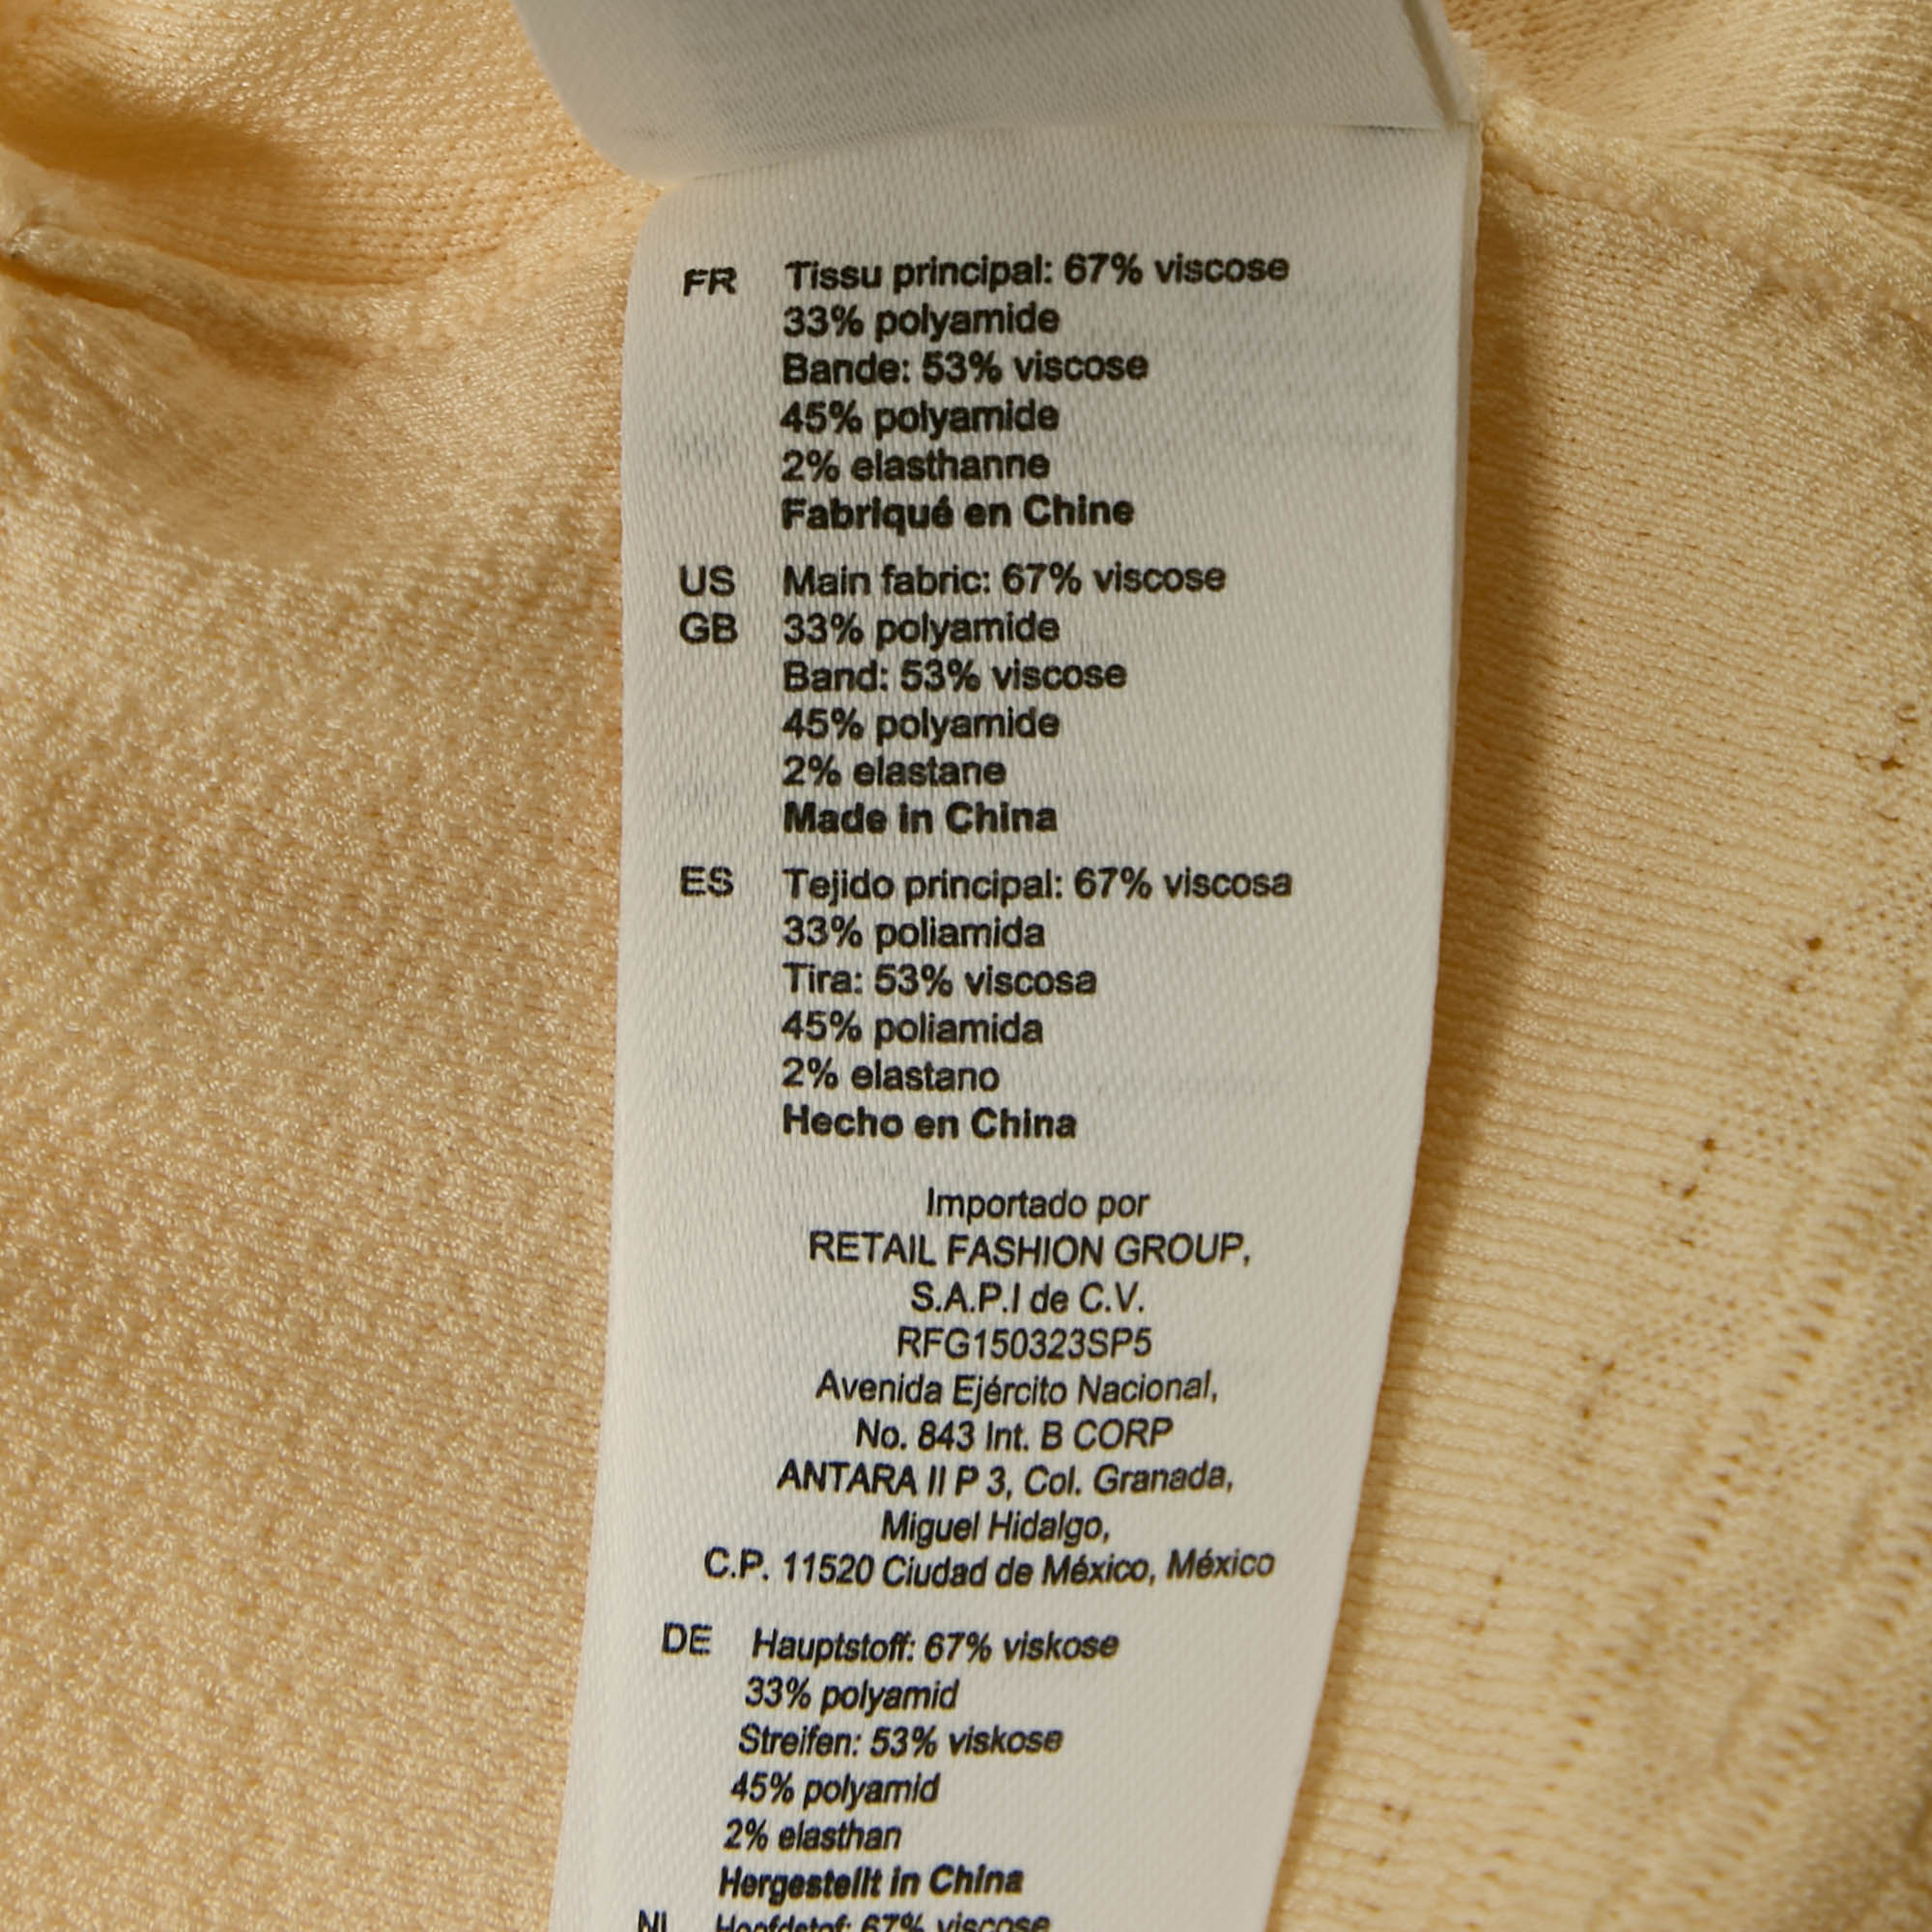 FR Tissu principal: 67% viscose
33% polyamide
Bande: 53% viscose
45% polyamide
2% elasthanne
Fabriqué en Chine
US Main fabric: 67% viscose
GB 33% polyamide
Band: 53% viscose
45% polyamide
2% elastane
Made in China
ES Tejido principal: 67% viscosa
33% poliamida
Tira: 53% viscosa
45% poliamida
2% elastano
Hecho en China
Importado por
RETAIL FASHION GROUP,
S.A.P.I de C.V.
RFG150323SP5
Avenida Ejército Nacional,
No. 843 Int. B CORP
ANTARA II P 3, Col. Granada,
Miguel Hidalgo,
C.P. 11520 Ciudad de México, México
DE Hauptstoff: 67% viskose
33% polyamid
Streifen: 53% viskose
45% polyamid
2% elasthan
Hergestellt in China
NL Hoofdstof: 67% viscose